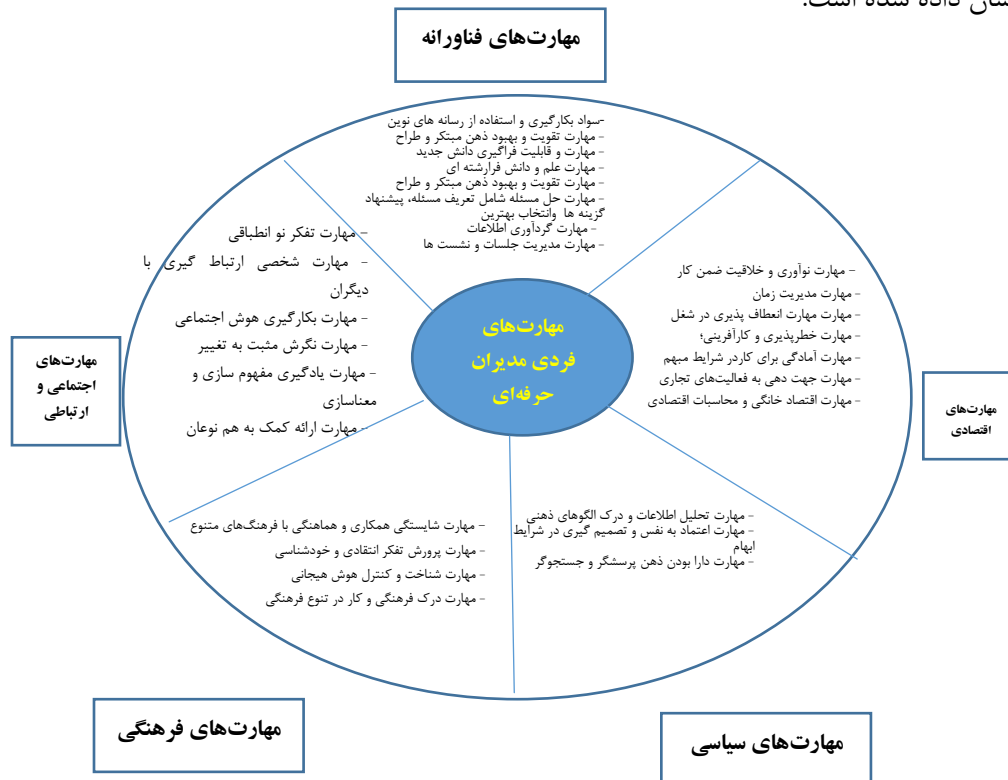 شان داده شده است.
مهارت‌های فناورانه
-سواد بکارگیری و استفاده از رسانه های نوین
- مهارت تقویت و بهبود ذهن مبتکر و طراح
- مهارت و قابلیت فراگیری دانش جدید
- مهارت علم و دانش فرارشته ای
- مهارت تقویت و بهبود ذهن مبتکر و طراح
- مهارت حل مسئله شامل تعریف مسئله، پیشنهاد
گزینه ها وانتخاب بهترین
- مهارت گردآوری اطلاعات
- مهارت مدیریت جلسات و نشست ها
- مهارت نوآوری و خلاقیت ضمن کار
- مهارت مدیریت زمان
- مهارت مهارت انعطاف پذیری در شغل
- مهارت خطرپذیری و کارآفرینی؛
- مهارت آمادگی برای کاردر شرایط مبهم
- مهارت جهت دهی به فعالیت‌های تجاری
- مهارت اقتصاد خانگی و محاسبات اقتصادی
مهارت‌های
اقتصادی
- مهارت تفکر نو انطباقی
- مهارت شخصی ارتباط گیری با
دیگران
- مهارت بکارگیری هوش اجتماعی
- مهارت نگرش مثبت به تغییر
- مهارت یادگیری مفهوم سازی و
معناسازی
- مهارت ارائه کمک به هم نوعان
مهارت‌های
اجتماعی و
ارتباطی
مهارت‌های
فردی مدیران
حرفه‌ای
- مهارت تحلیل اطلاعات و درک الگوهای ذهنی
- مهارت اعتماد به نفس و تصمیم گیری در شرایط
ابهام
- مهارت دارا بودن ذهن پرسشگر و جستجوگر
- مهارت شایستگی همکاری و هماهنگی با فرهنگ‌های متنوع
- مهارت پرورش تفکر انتقادی و خودشناسی
- مهارت شناخت و کنترل هوش هیجانی
- مهارت درک فرهنگی و کار در تنوع فرهنگی
مهارت‌های سیاسی
مهارت‌های فرهنگی